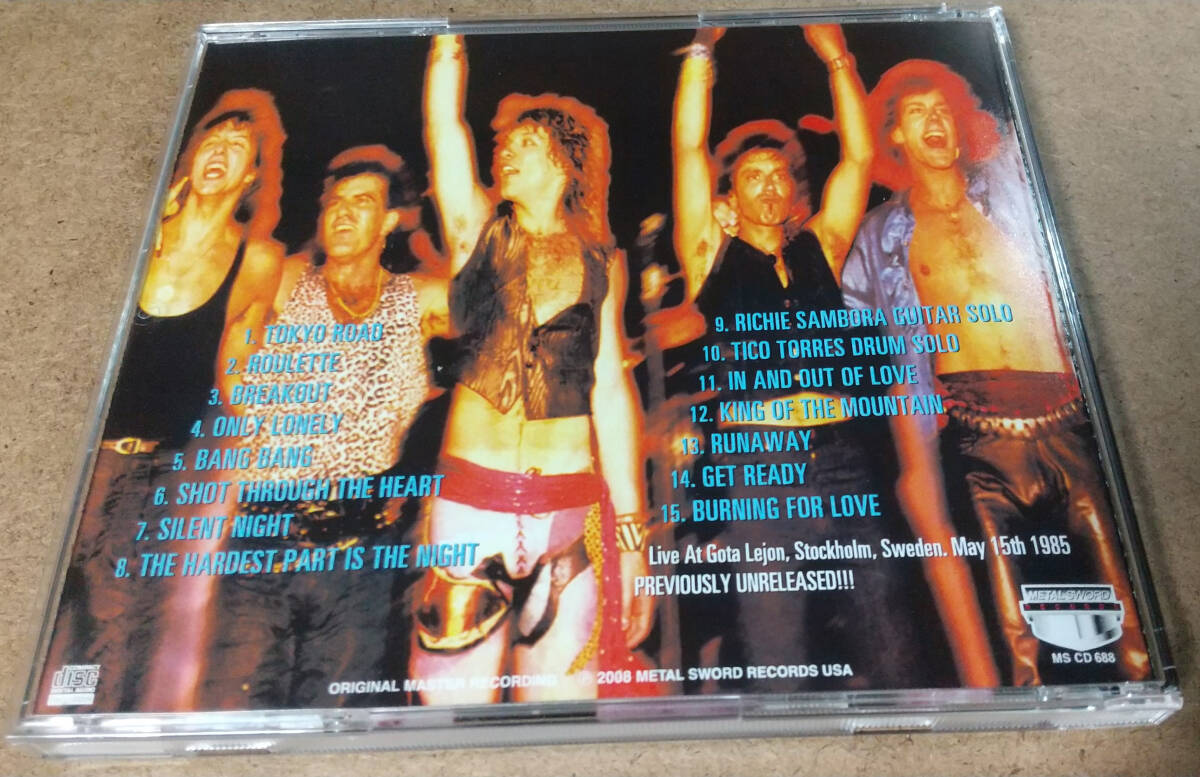 1. TOKYO ROAD
2. ROULETTE
3. BREAKOUT
4. ONLY LONELY
5. BANG BANG
6. SHOT THROUGH THE HEART
7. SILENT NIGHT
8. THE HARDEST PART IS THE NIGHT
9. RICHIE SAMBORA GUITAR SOLO
10. TICO TORRES DRUM SOLO
11. IN AND OUT OF LOVE
12. KING OF THE MOUNTAIN
13. RUNAWAY
14. GET READY
15. BURNING FOR LOVE
Live At Gota Lejon, Stockholm, Sweden. May 15th 1985
PREVIOUSLY UNRELEASED!!!
METAL SWORD
RECORDS
MS CD 688
COMPACT
disc
DIGITAL AUDIO
ORIGINAL MASTER RECORDING ℗ 2008 METAL SWORD RECORDS USA